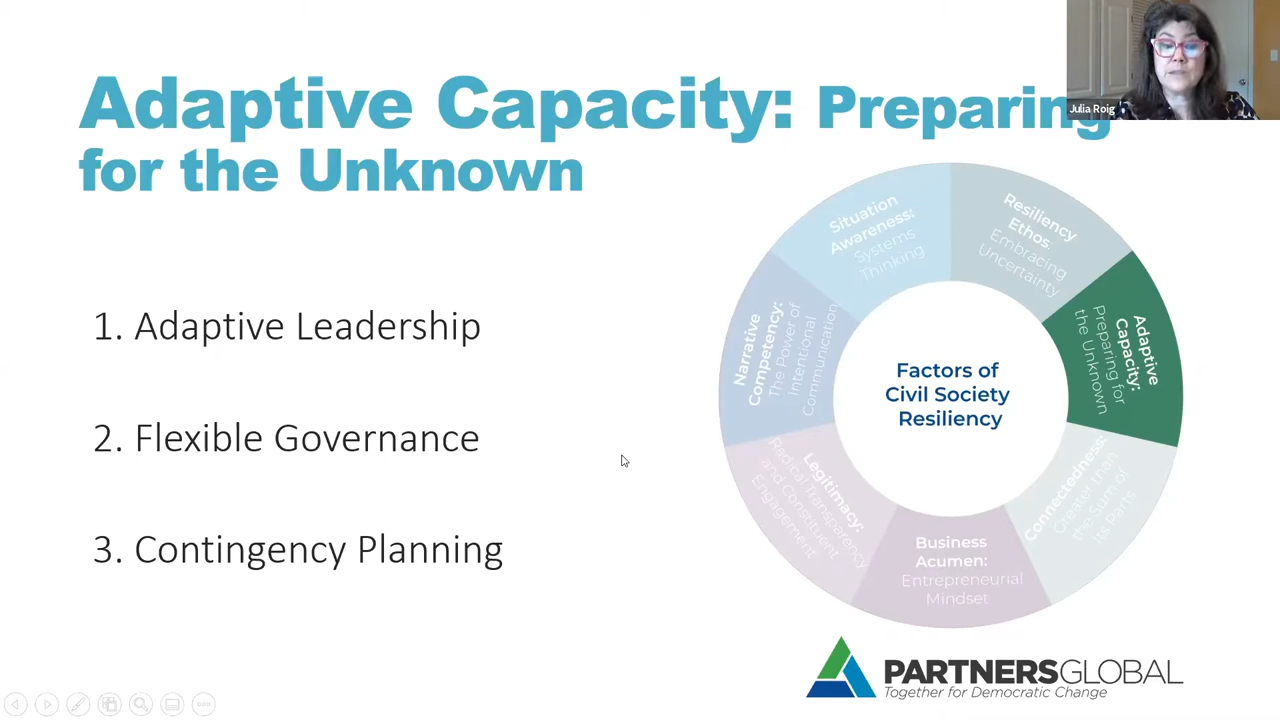 Adaptive Capacity: Preparing
for the Unknown
Julia Roig
1. Adaptive Leadership
2. Flexible Governance
3. Contingency Planning
Situation
Awareness:
Systems
Thinking
Resiliency
Ethos:
Embracing
Uncertainty
Adaptive
Capacity:
Preparing for
the Unknown
Connectedness:
Greater than
the Sum of
Its Parts
Business
Acumen:
Entrepreneurial
Mindset
Legitimacy:
Radical Transparency
and Constituent
Engagement
Narrative
Competency:
The Power of
Intentional
Communication
Factors of
Civil Society
Resiliency
PARTNERSGLOBAL
Together for Democratic Change